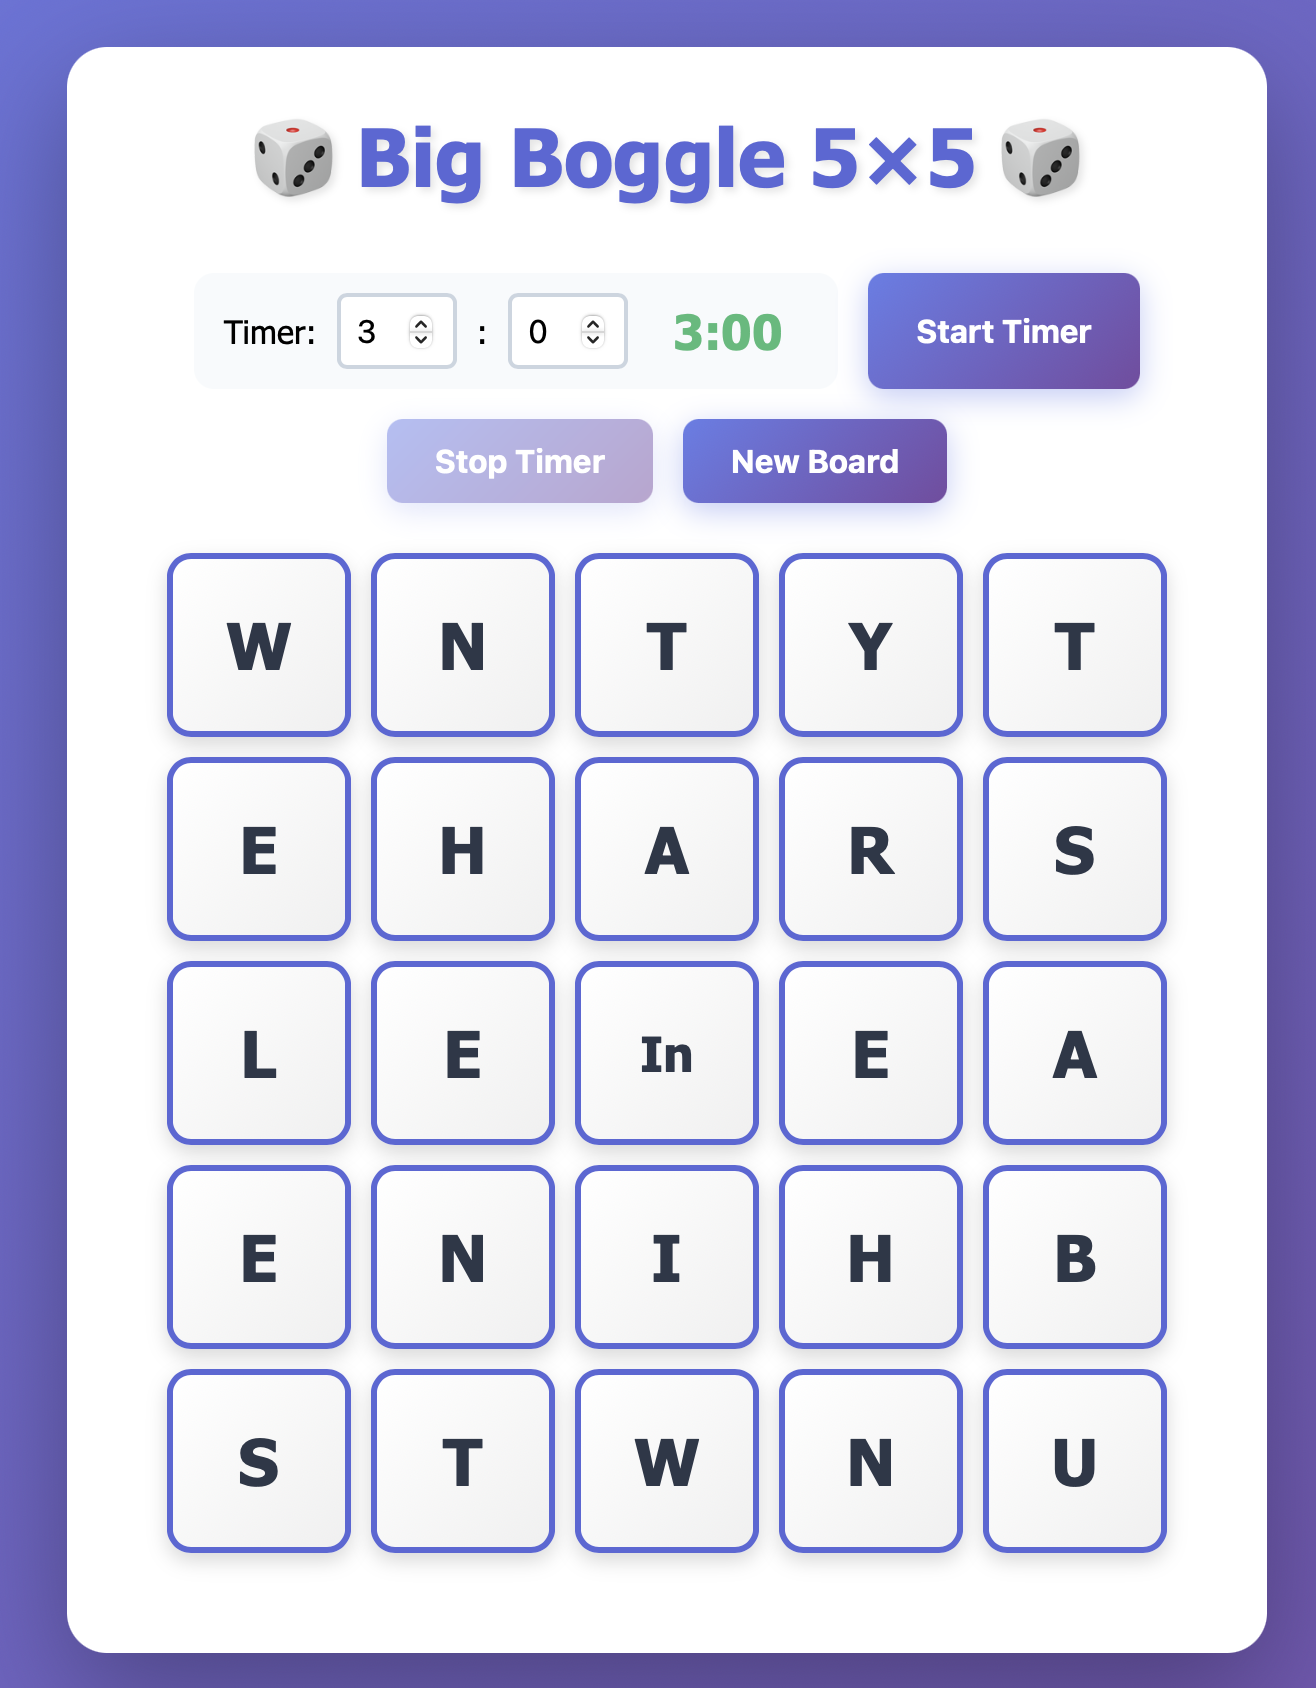 Big Boggle 5×5
Timer: 3 : 0 3:00 Start Timer
Stop Timer New Board
W N T Y T
E H A R S
L E In E A
E N I H B
S T W N U